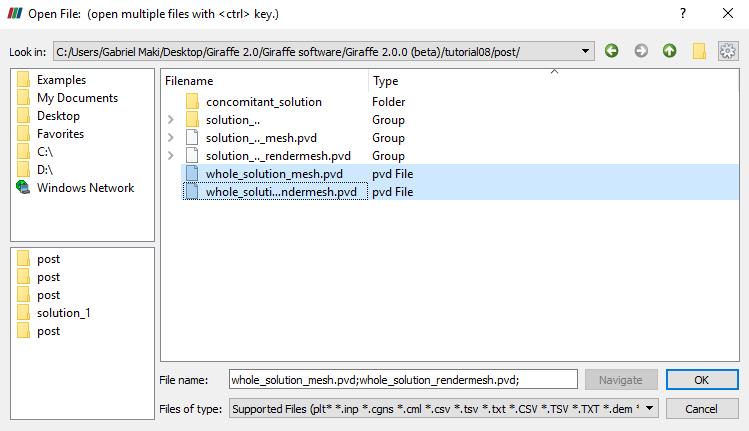 Open File: (open multiple files with <ctrl> key.)
?
Look in: C:/Users/Gabriel Maki/Desktop/Giraffe 2.0/Giraffe software/Giraffe 2.0.0 (beta)/tutorial08/post/
Examples
My Documents
Desktop
Favorites
C:\
D:\
Windows Network
post
post
post
solution_1
post
Filename Type
concomitant_solution Folder
solution_.. Group
solution_.._mesh.pvd Group
solution_.._rendermesh.pvd Group
whole_solution_mesh.pvd pvd File
whole_soluti...ndermesh.pvd pvd File
File name: whole_solution_mesh.pvd;whole_solution_rendermesh.pvd; Navigate OK
Files of type: Supported Files (plt* *.inp *.cgns *.cml *.csv *.tsv *.txt *.CSV *.TSV *.TXT *.dem * Cancel